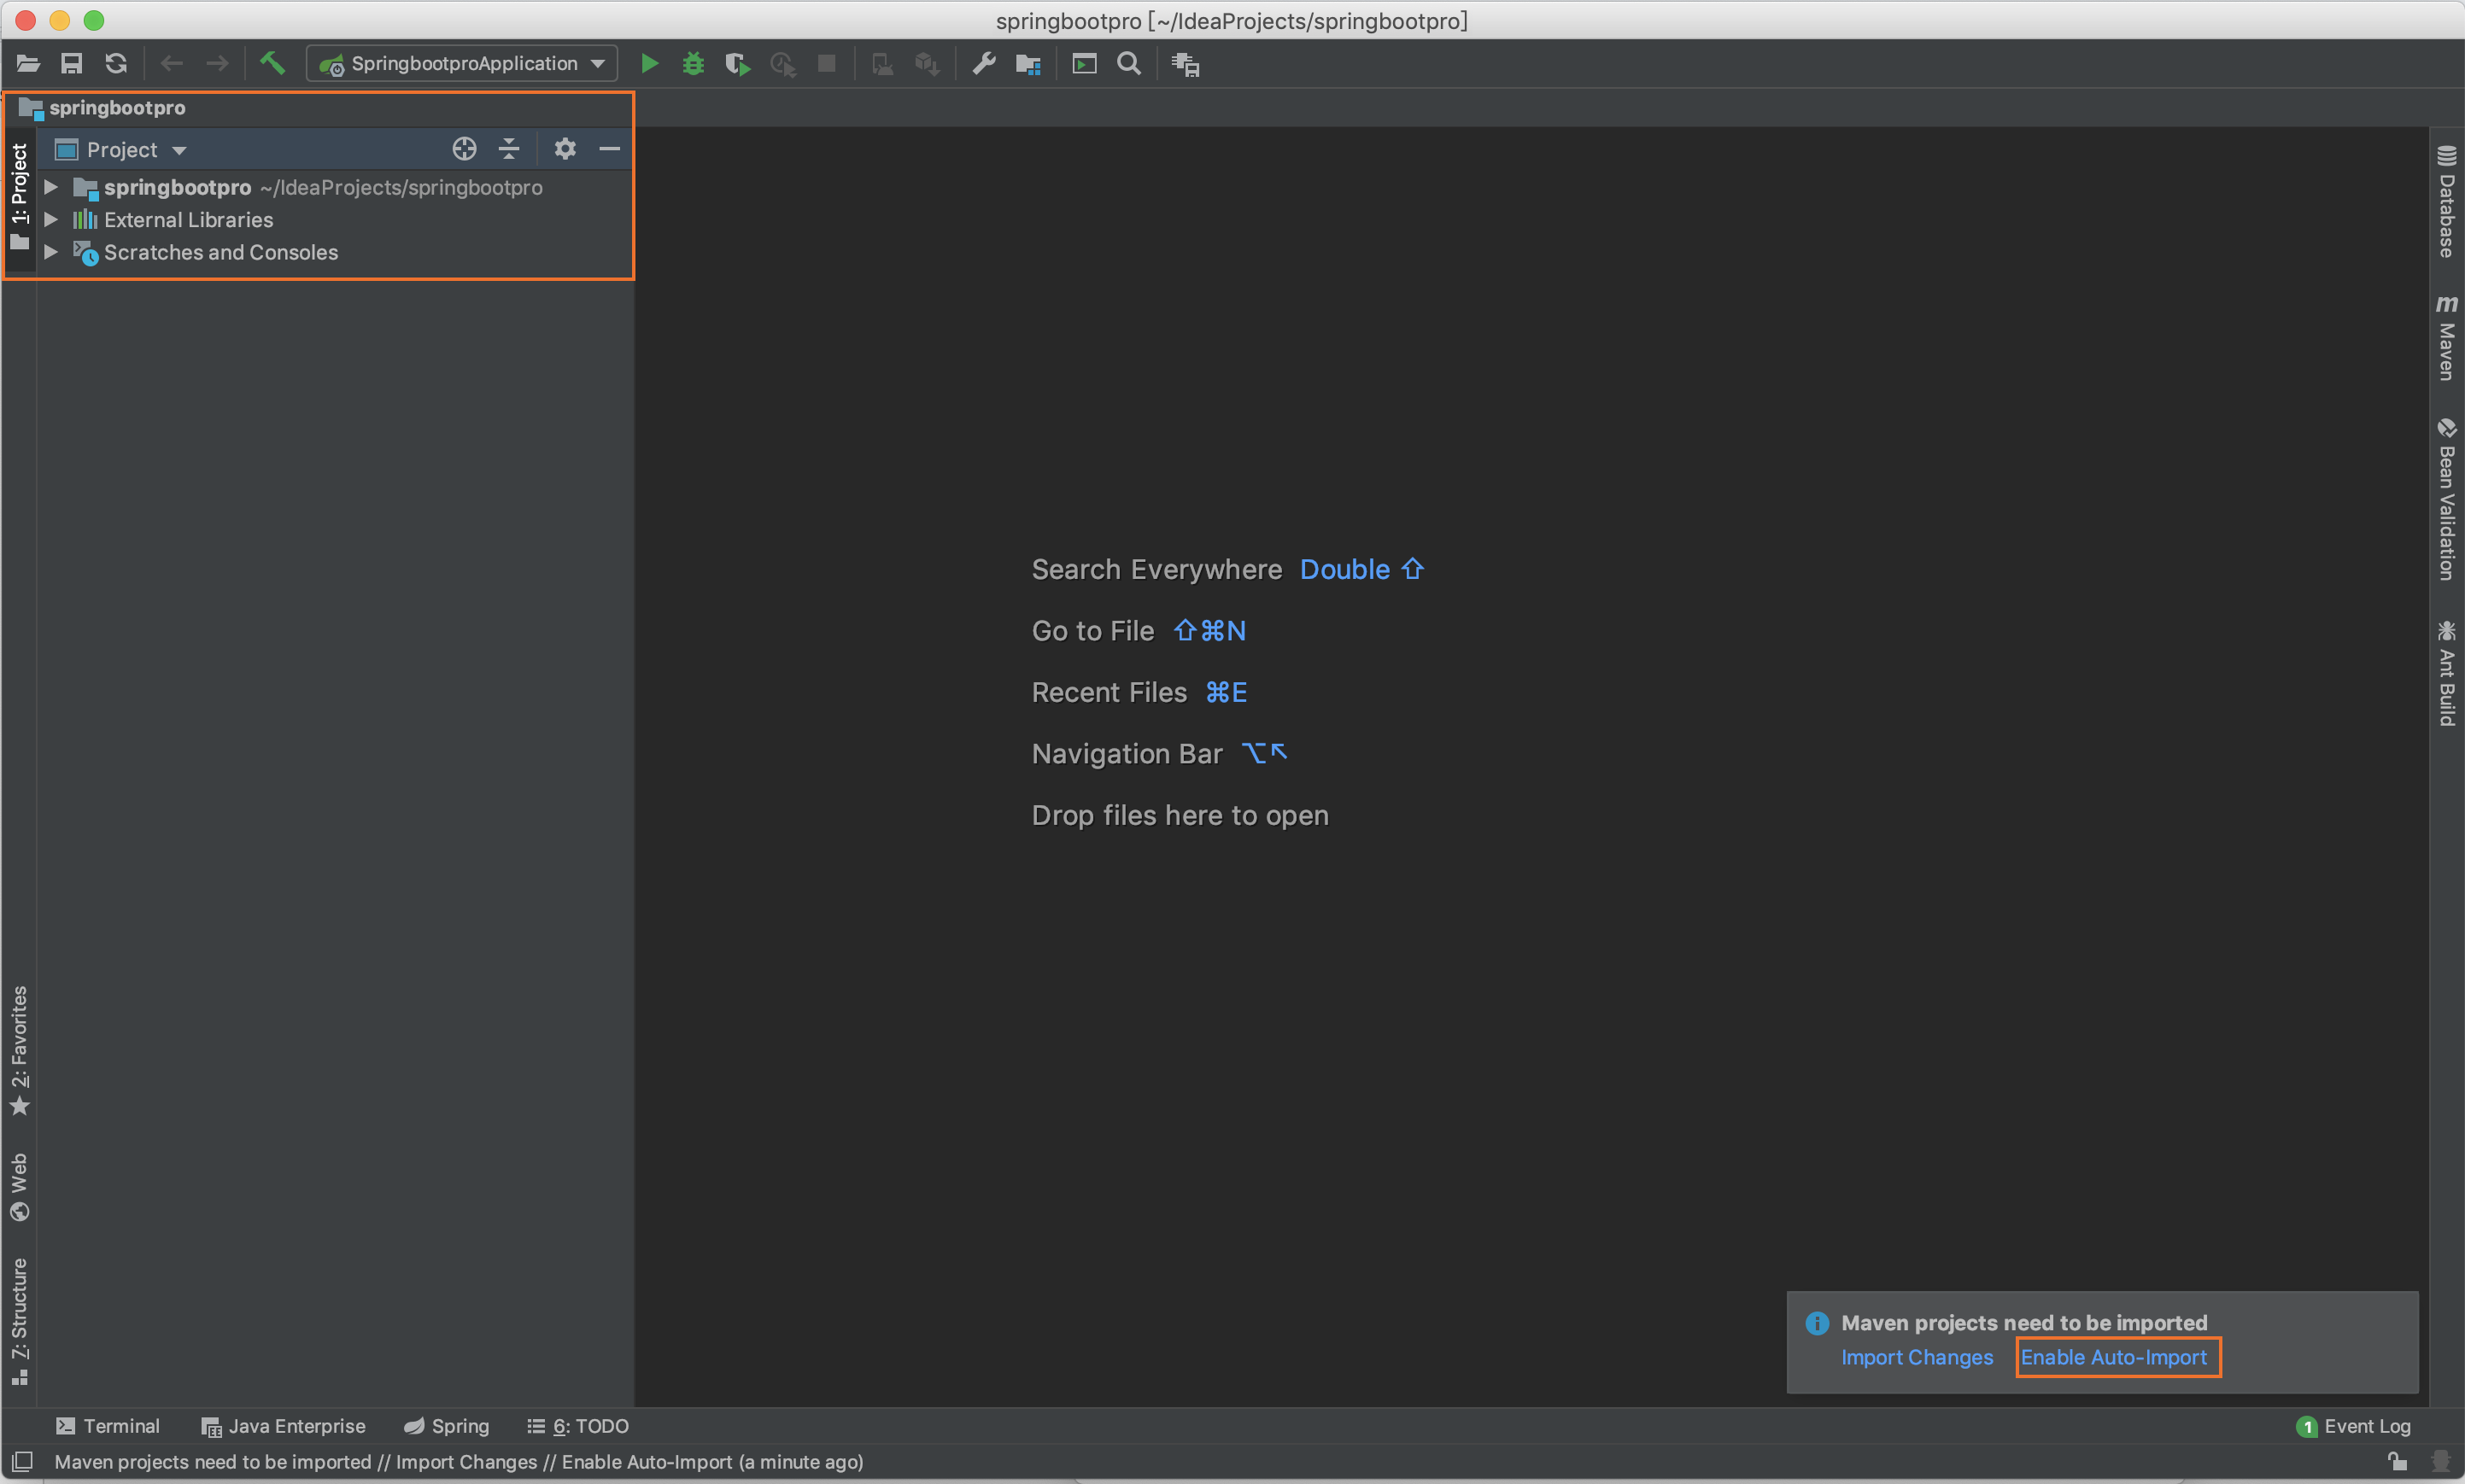 springbootpro [~/IdeaProjects/springbootpro]
SpringbootproApplication
springbootpro
Project
1: Project
springbootpro ~/IdeaProjects/springbootpro
External Libraries
Scratches and Consoles
Database
Maven
Bean Validation
Ant Build
Search Everywhere Double ⇧
Go to File ⇧⌘N
Recent Files ⌘E
Navigation Bar ⌥↖
Drop files here to open
2: Favorites
Web
7: Structure
Maven projects need to be imported
Import Changes Enable Auto-Import
Terminal Java Enterprise Spring 6: TODO 1 Event Log
Maven projects need to be imported // Import Changes // Enable Auto-Import (a minute ago)